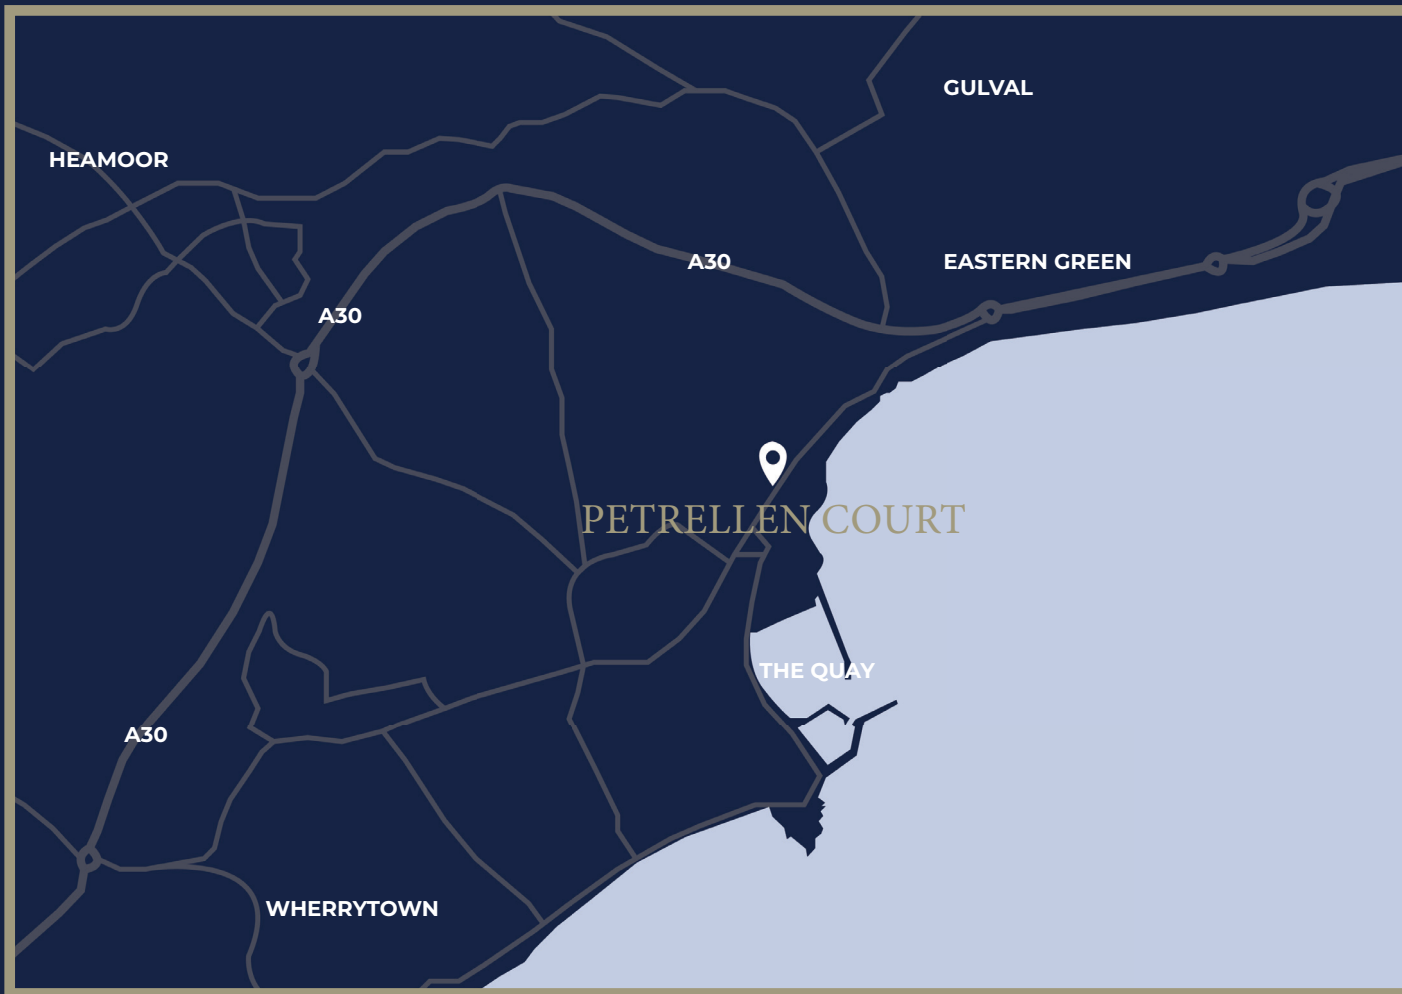 GULVAL
HEAMOOR
A30
EASTERN GREEN
A30
PETRELLEN COURT
THE QUAY
A30
WHERRYTOWN